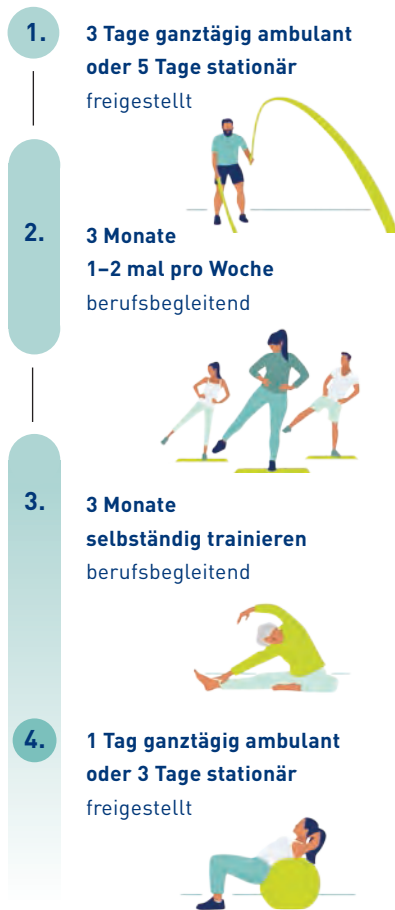 1.
3 Tage ganztägig ambulant
oder 5 Tage stationär
freigestellt
2.
3 Monate
1–2 mal pro Woche
berufsbegleitend
3.
3 Monate
selbständig trainieren
berufsbegleitend
4.
1 Tag ganztägig ambulant
oder 3 Tage stationär
freigestellt